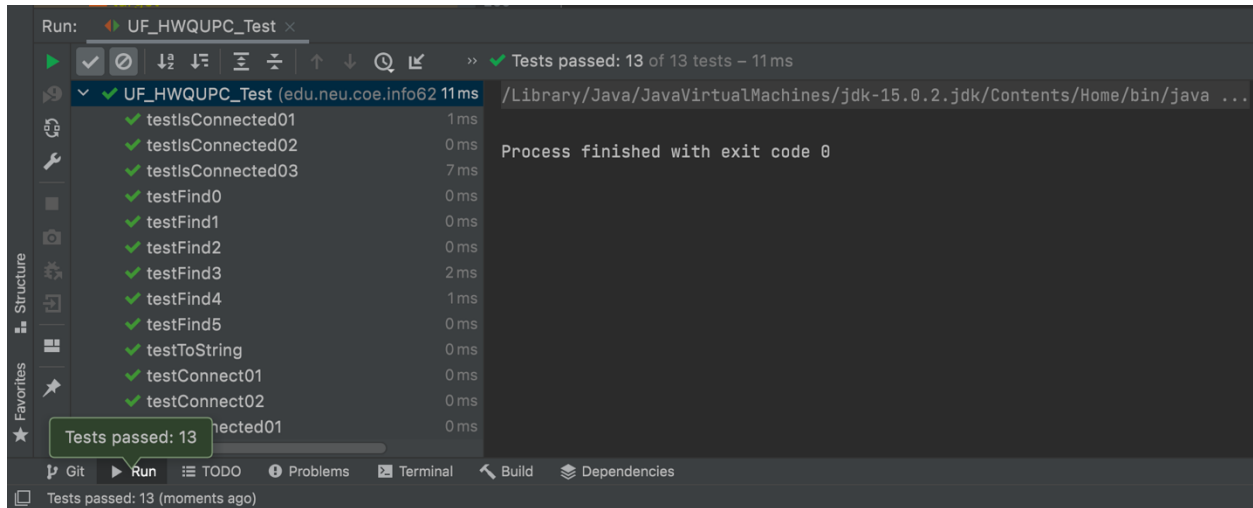 Run: UF_HWQUPC_Test ×
» Tests passed: 13 of 13 tests – 11 ms
UF_HWQUPC_Test (edu.neu.coe.info62 11 ms
testIsConnected01 1 ms
testIsConnected02 0 ms
testIsConnected03 7 ms
testFind0 0 ms
testFind1 0 ms
testFind2 0 ms
testFind3 2 ms
testFind4 1 ms
testFind5 0 ms
testToString 0 ms
testConnect01 0 ms
testConnect02 0 ms
nected01 0 ms
/Library/Java/JavaVirtualMachines/jdk-15.0.2.jdk/Contents/Home/bin/java ...
Process finished with exit code 0
Structure
Favorites
Tests passed: 13
Git Run TODO Problems Terminal Build Dependencies
Tests passed: 13 (moments ago)